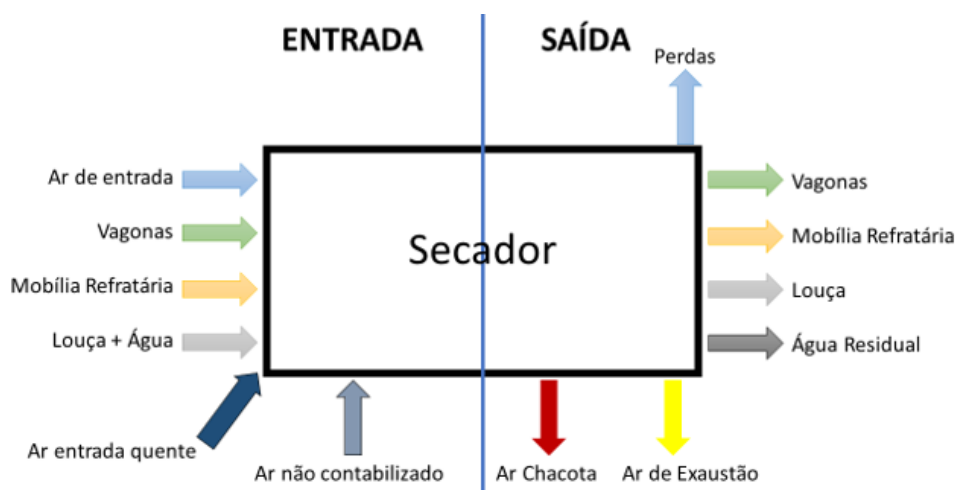 ENTRADA
SAÍDA
Perdas
Ar de entrada
Vagonas
Mobília Refratária
Louça + Água
Ar entrada quente
Ar não contabilizado
Secador
Vagonas
Mobília Refratária
Louça
Água Residual
Ar Chacota
Ar de Exaustão